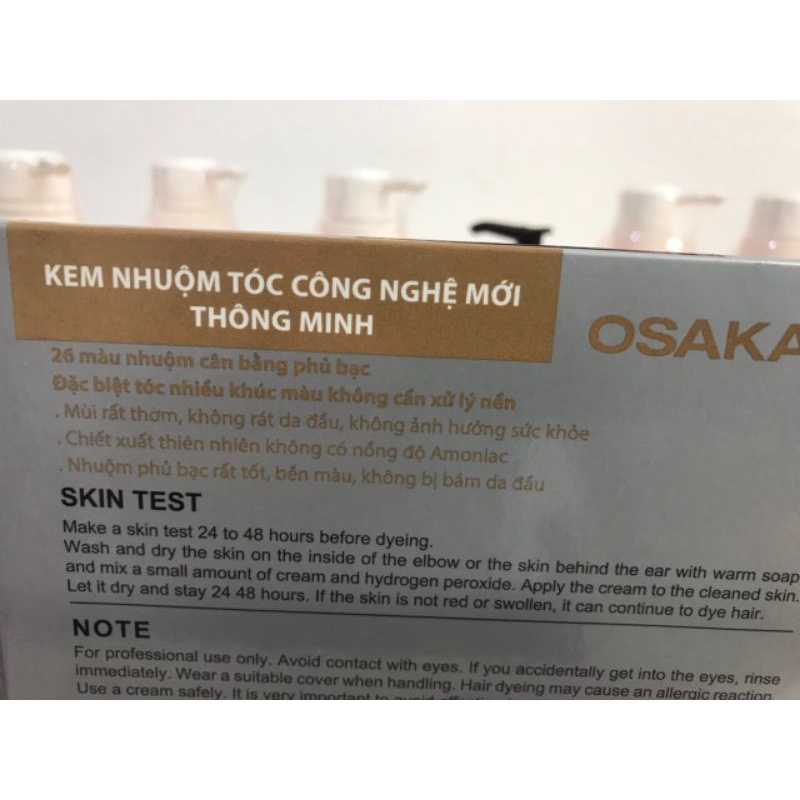 KEM NHUỘM TÓC CÔNG NGHỆ MỚI
THÔNG MINH
OSAKA
26 màu nhuộm cân bằng phủ bạc
Đặc biệt tóc nhiều khúc màu không cần xử lý nền
. Mùi rất thơm, không rát da đầu, không ảnh hưởng sức khỏe
. Chiết xuất thiên nhiên không có nồng độ Amoniac
. Nhuộm phủ bạc rất tốt, bền màu, không bị bám da đầu
SKIN TEST
Make a skin test 24 to 48 hours before dyeing.
Wash and dry the skin on the inside of the elbow or the skin behind the ear with warm soap
and mix a small amount of cream and hydrogen peroxide. Apply the cream to the cleaned skin.
Let it dry and stay 24 48 hours. If the skin is not red or swollen, it can continue to dye hair.
NOTE
For professional use only. Avoid contact with eyes. If you accidentally get into the eyes, rinse
immediately. Wear a suitable cover when handling. Hair dyeing may cause an allergic reaction
Use a cream safely. It is very important to avoid